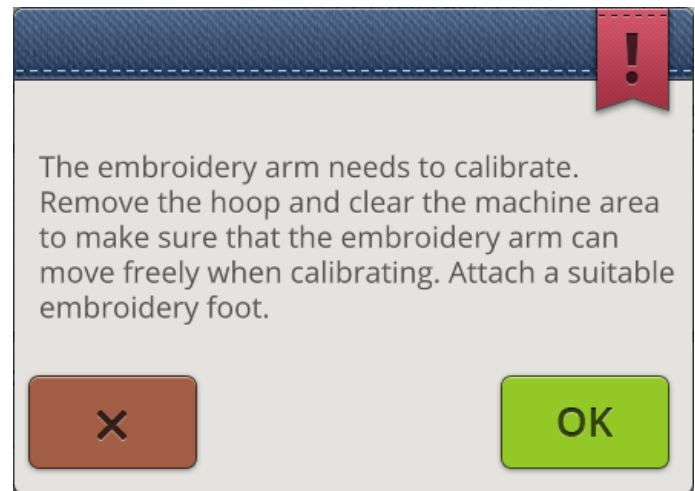 !
The embroidery arm needs to calibrate.
Remove the hoop and clear the machine area
to make sure that the embroidery arm can
move freely when calibrating. Attach a suitable
embroidery foot.
OK